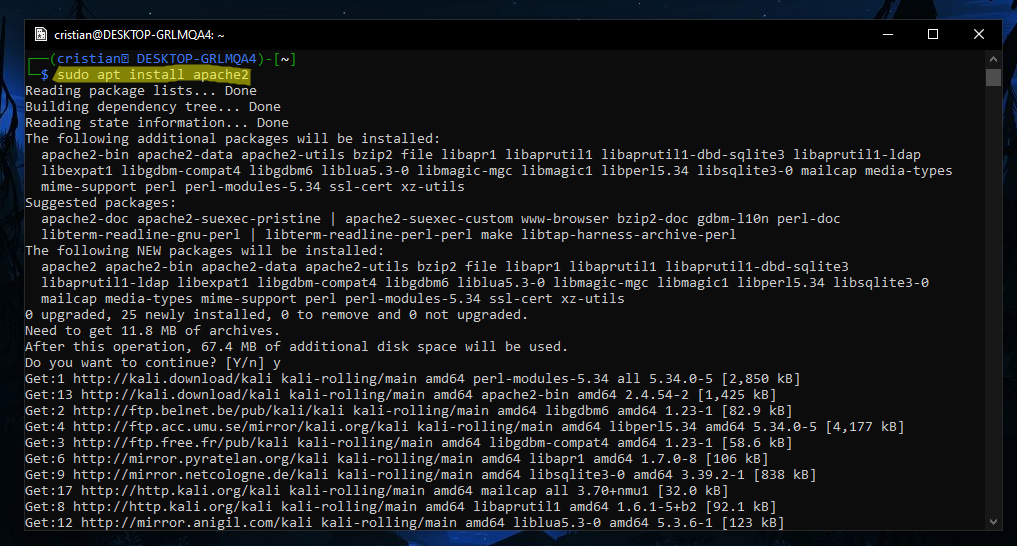 cristian@DESKTOP-GRLMQA4: ~
┌──(cristian⍰ DESKTOP-GRLMQA4)-[~]
└─$ sudo apt install apache2
Reading package lists... Done
Building dependency tree... Done
Reading state information... Done
The following additional packages will be installed:
  apache2-bin apache2-data apache2-utils bzip2 file libapr1 libaprutil1 libaprutil1-dbd-sqlite3 libaprutil1-ldap
  libexpat1 libgdbm-compat4 libgdbm6 liblua5.3-0 libmagic-mgc libmagic1 libperl5.34 libsqlite3-0 mailcap media-types
  mime-support perl perl-modules-5.34 ssl-cert xz-utils
Suggested packages:
  apache2-doc apache2-suexec-pristine | apache2-suexec-custom www-browser bzip2-doc gdbm-l10n perl-doc
  libterm-readline-gnu-perl | libterm-readline-perl-perl make libtap-harness-archive-perl
The following NEW packages will be installed:
  apache2 apache2-bin apache2-data apache2-utils bzip2 file libapr1 libaprutil1 libaprutil1-dbd-sqlite3
  libaprutil1-ldap libexpat1 libgdbm-compat4 libgdbm6 liblua5.3-0 libmagic-mgc libmagic1 libperl5.34 libsqlite3-0
  mailcap media-types mime-support perl perl-modules-5.34 ssl-cert xz-utils
0 upgraded, 25 newly installed, 0 to remove and 0 not upgraded.
Need to get 11.8 MB of archives.
After this operation, 67.4 MB of additional disk space will be used.
Do you want to continue? [Y/n] y
Get:1 http://kali.download/kali kali-rolling/main amd64 perl-modules-5.34 all 5.34.0-5 [2,850 kB]
Get:13 http://kali.download/kali kali-rolling/main amd64 apache2-bin amd64 2.4.54-2 [1,425 kB]
Get:2 http://ftp.belnet.be/pub/kali/kali kali-rolling/main amd64 libgdbm6 amd64 1.23-1 [82.9 kB]
Get:4 http://ftp.acc.umu.se/mirror/kali.org/kali kali-rolling/main amd64 libperl5.34 amd64 5.34.0-5 [4,177 kB]
Get:3 http://ftp.free.fr/pub/kali kali-rolling/main amd64 libgdbm-compat4 amd64 1.23-1 [58.6 kB]
Get:6 http://mirror.pyratelan.org/kali kali-rolling/main amd64 libapr1 amd64 1.7.0-8 [106 kB]
Get:9 http://mirror.netcologne.de/kali kali-rolling/main amd64 libsqlite3-0 amd64 3.39.2-1 [838 kB]
Get:17 http://http.kali.org/kali kali-rolling/main amd64 mailcap all 3.70+nmu1 [32.0 kB]
Get:8 http://http.kali.org/kali kali-rolling/main amd64 libaprutil1 amd64 1.6.1-5+b2 [92.1 kB]
Get:12 http://mirror.anigil.com/kali kali-rolling/main amd64 liblua5.3-0 amd64 5.3.6-1 [123 kB]